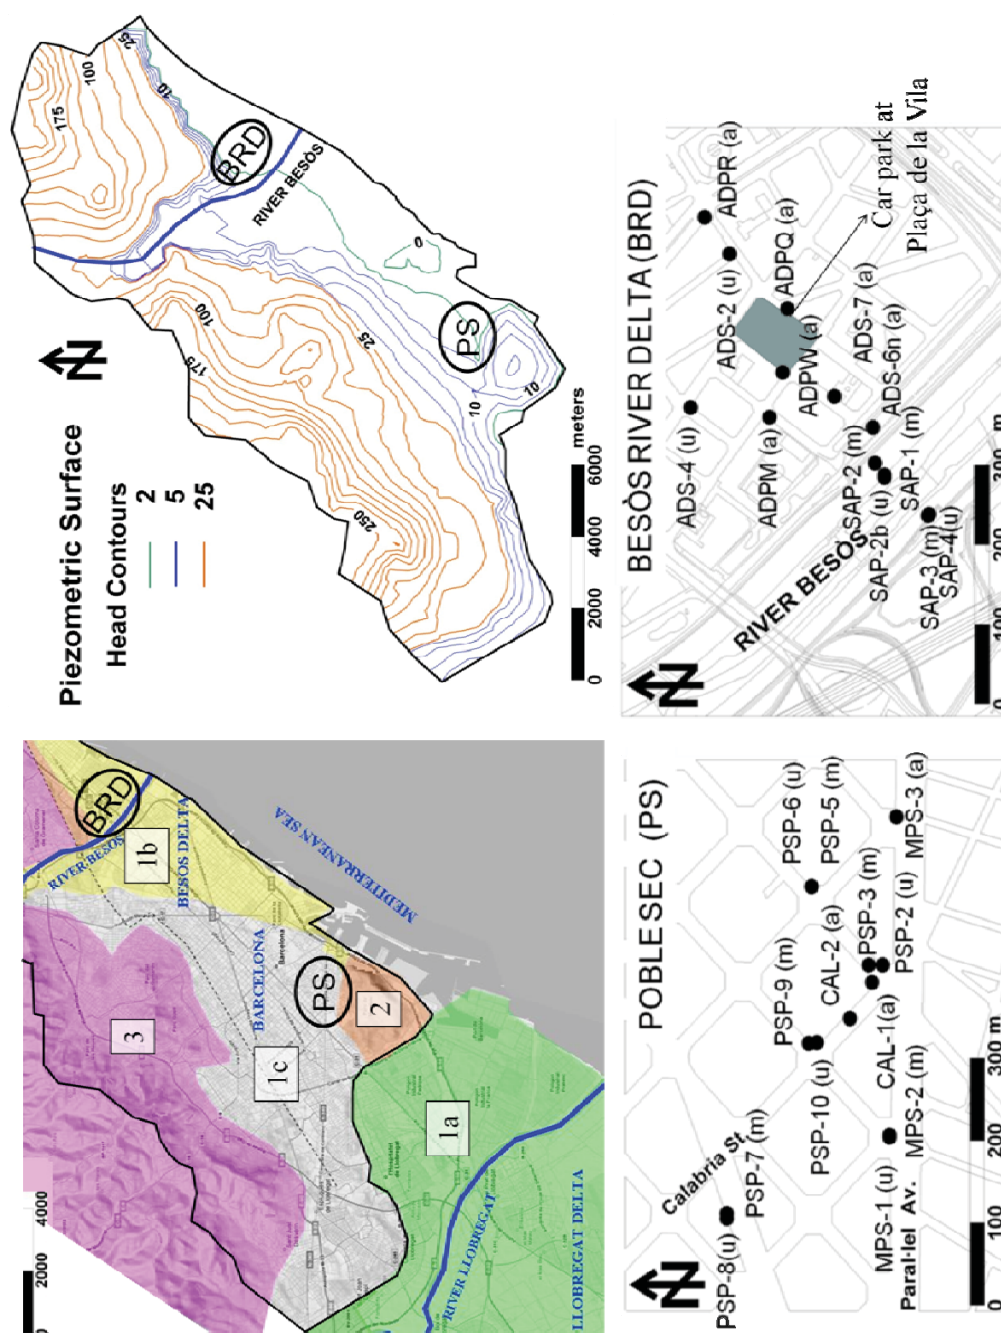 3
1c
1b
2
1a
BRD
PS
RIVER BESOS
BESOS DELTA
BARCELONA
Barcelona
MEDITERRANEAN SEA
RIVER LLOBREGAT
LLOBREGAT DELTA
2000
4000
Piezometric Surface
Head Contours
2
5
25
N
175
100
25
10
BRD
RIVER BESOS
0
PS
100
175
25
250
10
10
0
2000
4000
6000
meters
POBLE SEC (PS)
N
Calabria St.
PSP-8(u)
PSP-7 (m)
PSP-9 (m)
PSP-10 (u)
PSP-6 (u)
PSP-5 (m)
CAL-2 (a)
PSP-3 (m)
PSP-2 (u)
CAL-1(a)
MPS-3 (a)
MPS-1 (u)
MPS-2 (m)
Paral-lel Av.
0
100
200
300 m
BESÒS RIVER DELTA (BRD)
N
ADPR (a)
ADS-2 (u)
ADPQ (a)
ADS-4 (u)
ADPW (a)
ADPM (a)
ADS-7 (a)
ADS-6n (a)
SAP-2 (m)
SAP-2b (u)
SAP-1 (m)
SAP-3 (m)
SAP-4(u)
RIVER BESOS
Car park at
Plaça de la Vila
0
100
200
300 m